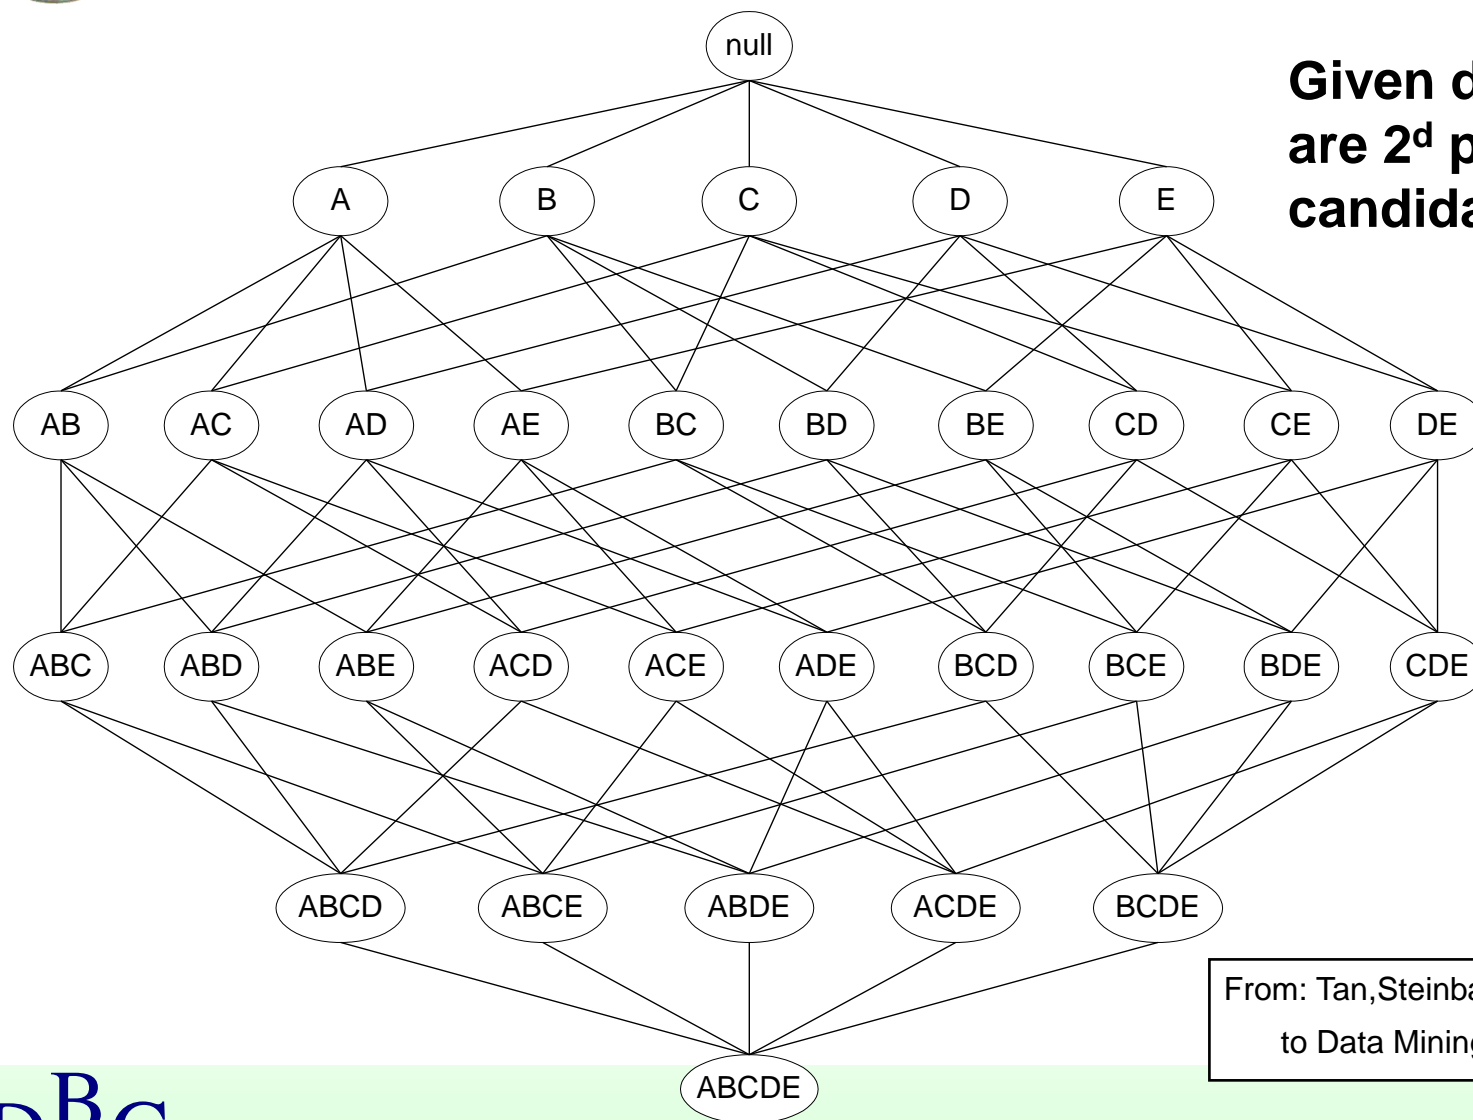 null
Given d
are 2ᵈ p
candida
A B C D E
AB AC AD AE BC BD BE CD CE DE
ABC ABD ABE ACD ACE ADE BCD BCE BDE CDE
ABCD ABCE ABDE ACDE BCDE
From: Tan,Steinba
to Data Mining
ABCDE
DBG